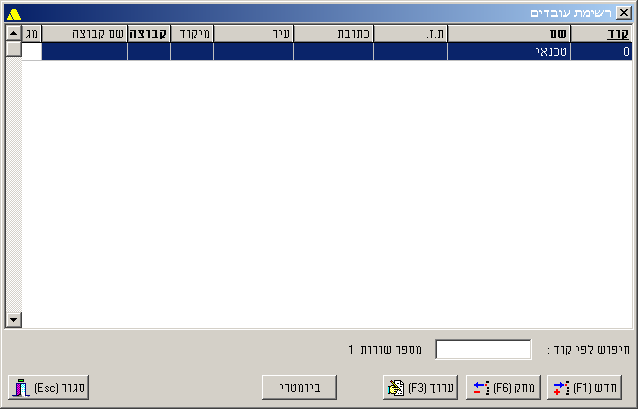 רשימת עובדים
קוד שם ת.ז. כתובת עיר מיקוד קבוצה שם קבוצה מג
0 טכנאי
חיפוש לפי קוד : מספר שורות 1
חדש (F1) מחק (F6) ערוך (F3) ביומטרי סגור (Esc)